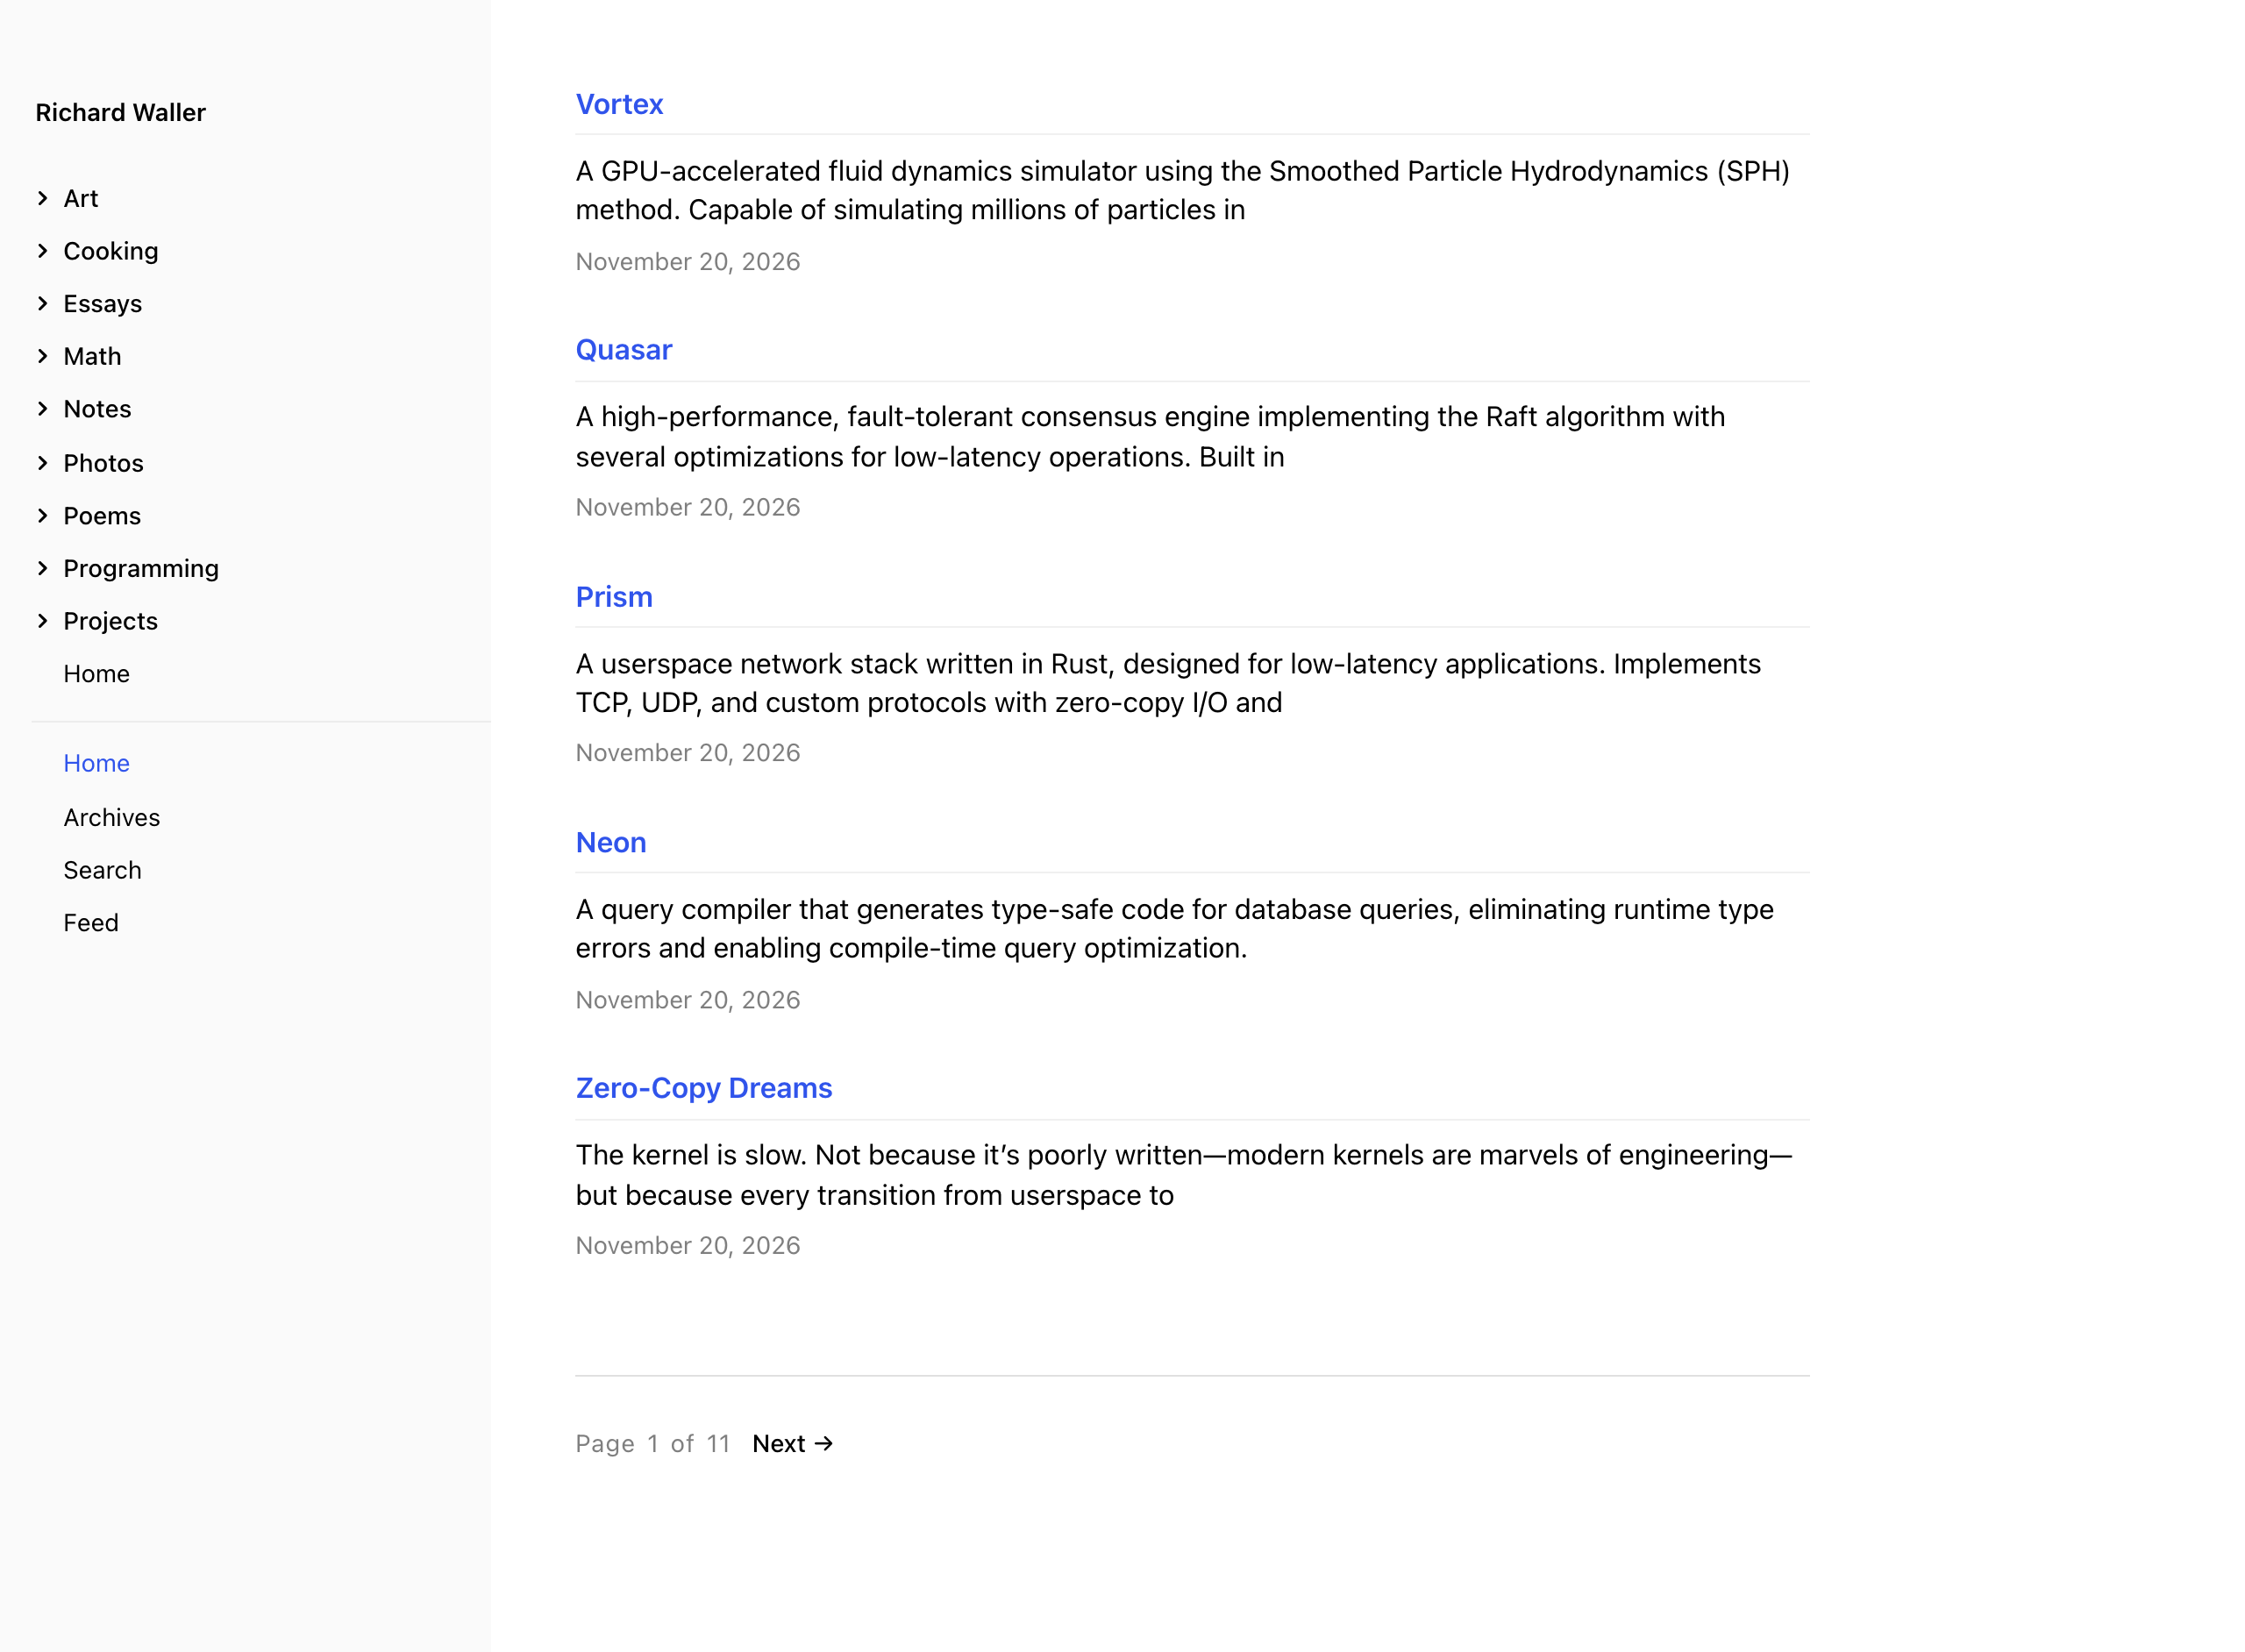 Richard Waller
Art
Cooking
Essays
Math
Notes
Photos
Poems
Programming
Projects
Home
Home
Archives
Search
Feed
Vortex
A GPU-accelerated fluid dynamics simulator using the Smoothed Particle Hydrodynamics (SPH)
method. Capable of simulating millions of particles in
November 20, 2026
Quasar
A high-performance, fault-tolerant consensus engine implementing the Raft algorithm with
several optimizations for low-latency operations. Built in
November 20, 2026
Prism
A userspace network stack written in Rust, designed for low-latency applications. Implements
TCP, UDP, and custom protocols with zero-copy I/O and
November 20, 2026
Neon
A query compiler that generates type-safe code for database queries, eliminating runtime type
errors and enabling compile-time query optimization.
November 20, 2026
Zero-Copy Dreams
The kernel is slow. Not because it’s poorly written—modern kernels are marvels of engineering—
but because every transition from userspace to
November 20, 2026
Page 1 of 11 Next →